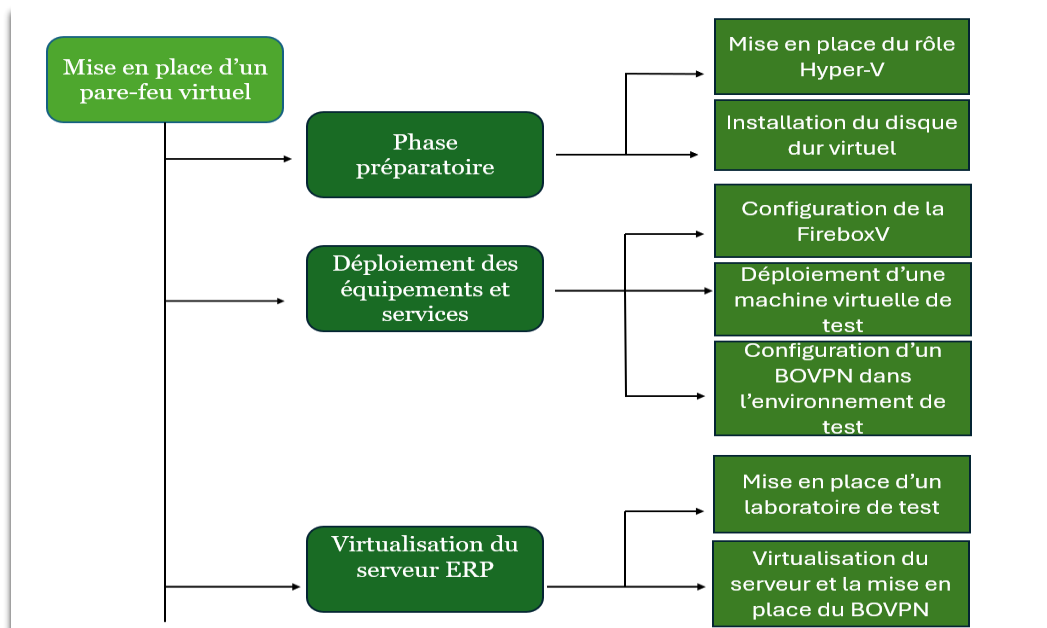 Mise en place d’un
pare-feu virtuel
Phase
préparatoire
Mise en place du rôle
Hyper-V
Installation du disque
dur virtuel
Déploiement des
équipements et
services
Configuration de la
FireboxV
Déploiement d’une
machine virtuelle de
test
Configuration d’un
BOVPN dans
l’environnement de
test
Virtualisation du
serveur ERP
Mise en place d’un
laboratoire de test
Virtualisation du
serveur et la mise en
place du BOVPN